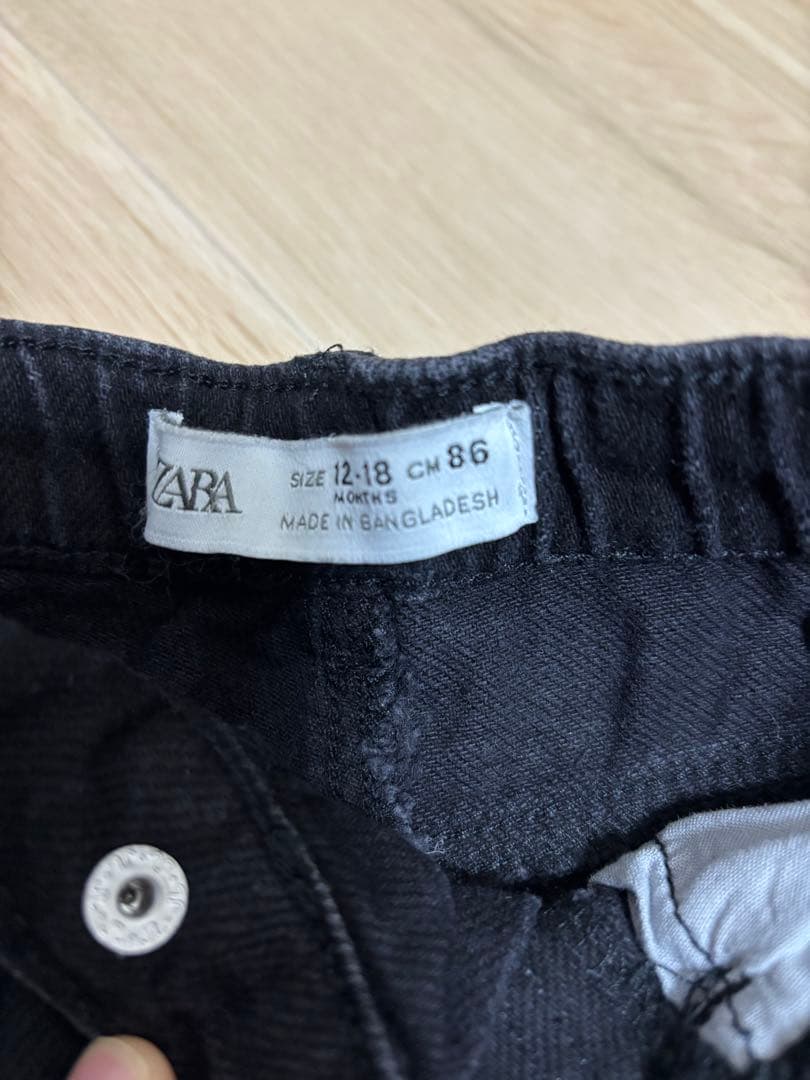 ZARA
SIZE 12-18 CM 86
MONTHS
MADE IN BANGLADESH